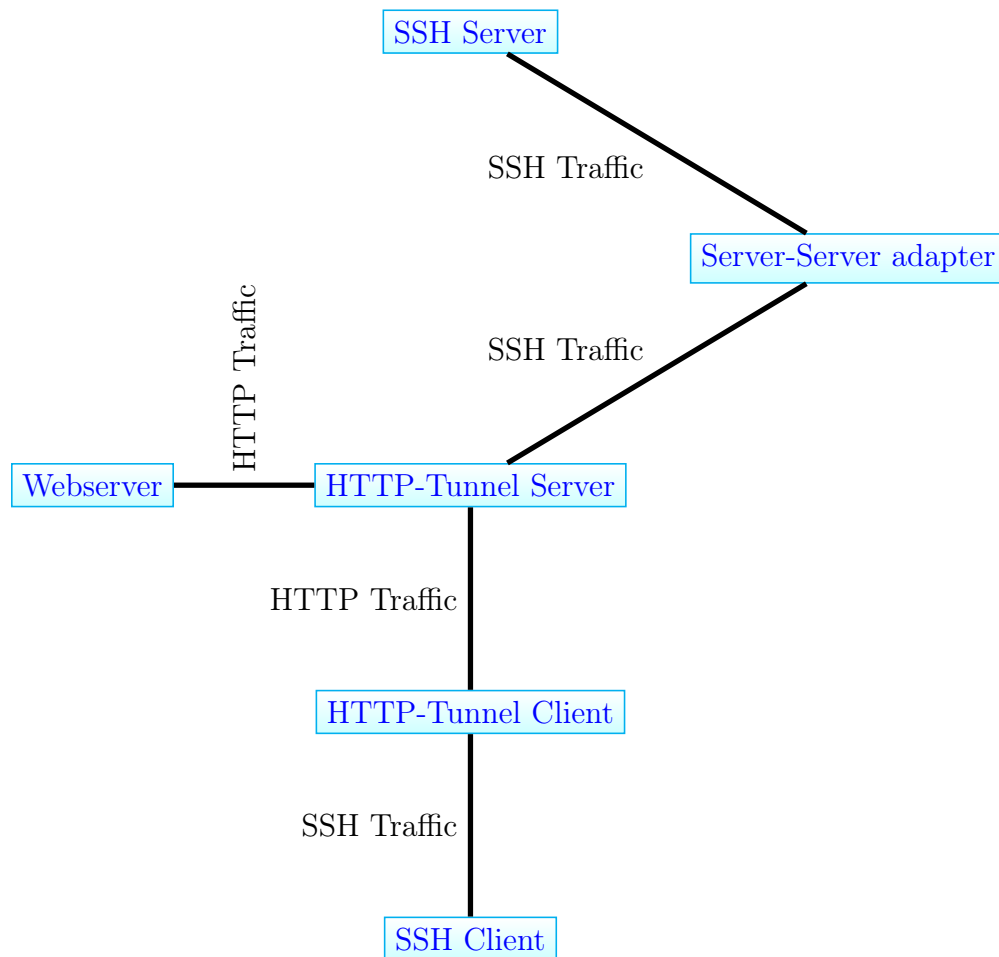 SSH Server
SSH Traffic
Server-Server adapter
SSH Traffic
HTTP Traffic
Webserver
HTTP-Tunnel Server
HTTP Traffic
HTTP-Tunnel Client
SSH Traffic
SSH Client